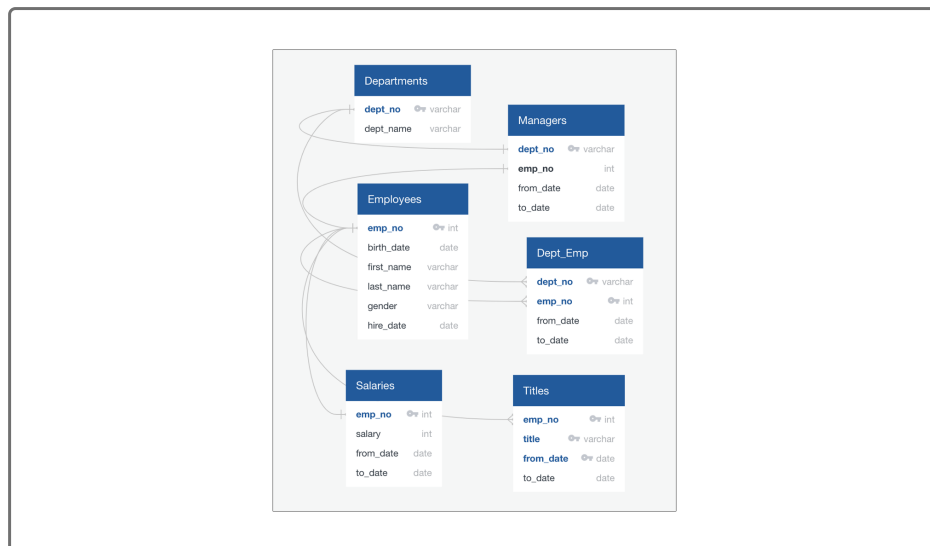 Departments
dept_no varchar
dept_name varchar
Managers
dept_no varchar
emp_no int
from_date date
to_date date
Employees
emp_no int
birth_date date
first_name varchar
last_name varchar
gender varchar
hire_date date
Dept_Emp
dept_no varchar
emp_no int
from_date date
to_date date
Salaries
emp_no int
salary int
from_date date
to_date date
Titles
emp_no int
title varchar
from_date date
to_date date